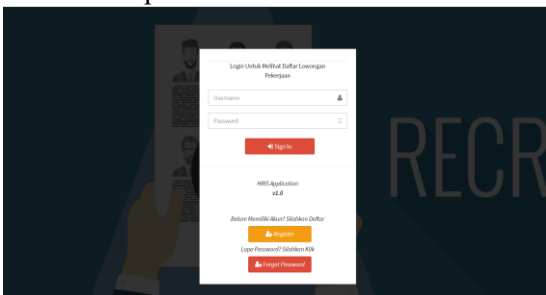 Login Untuk Melihat Daftar Lowongan
Pekerjaan
Username
Password
Sign In
RECR
HRIS Application
v1.0
Belum Memiliki Akun? Silahkan Daftar
Register
Lupa Password? Silahkan Klik
Forgot Password